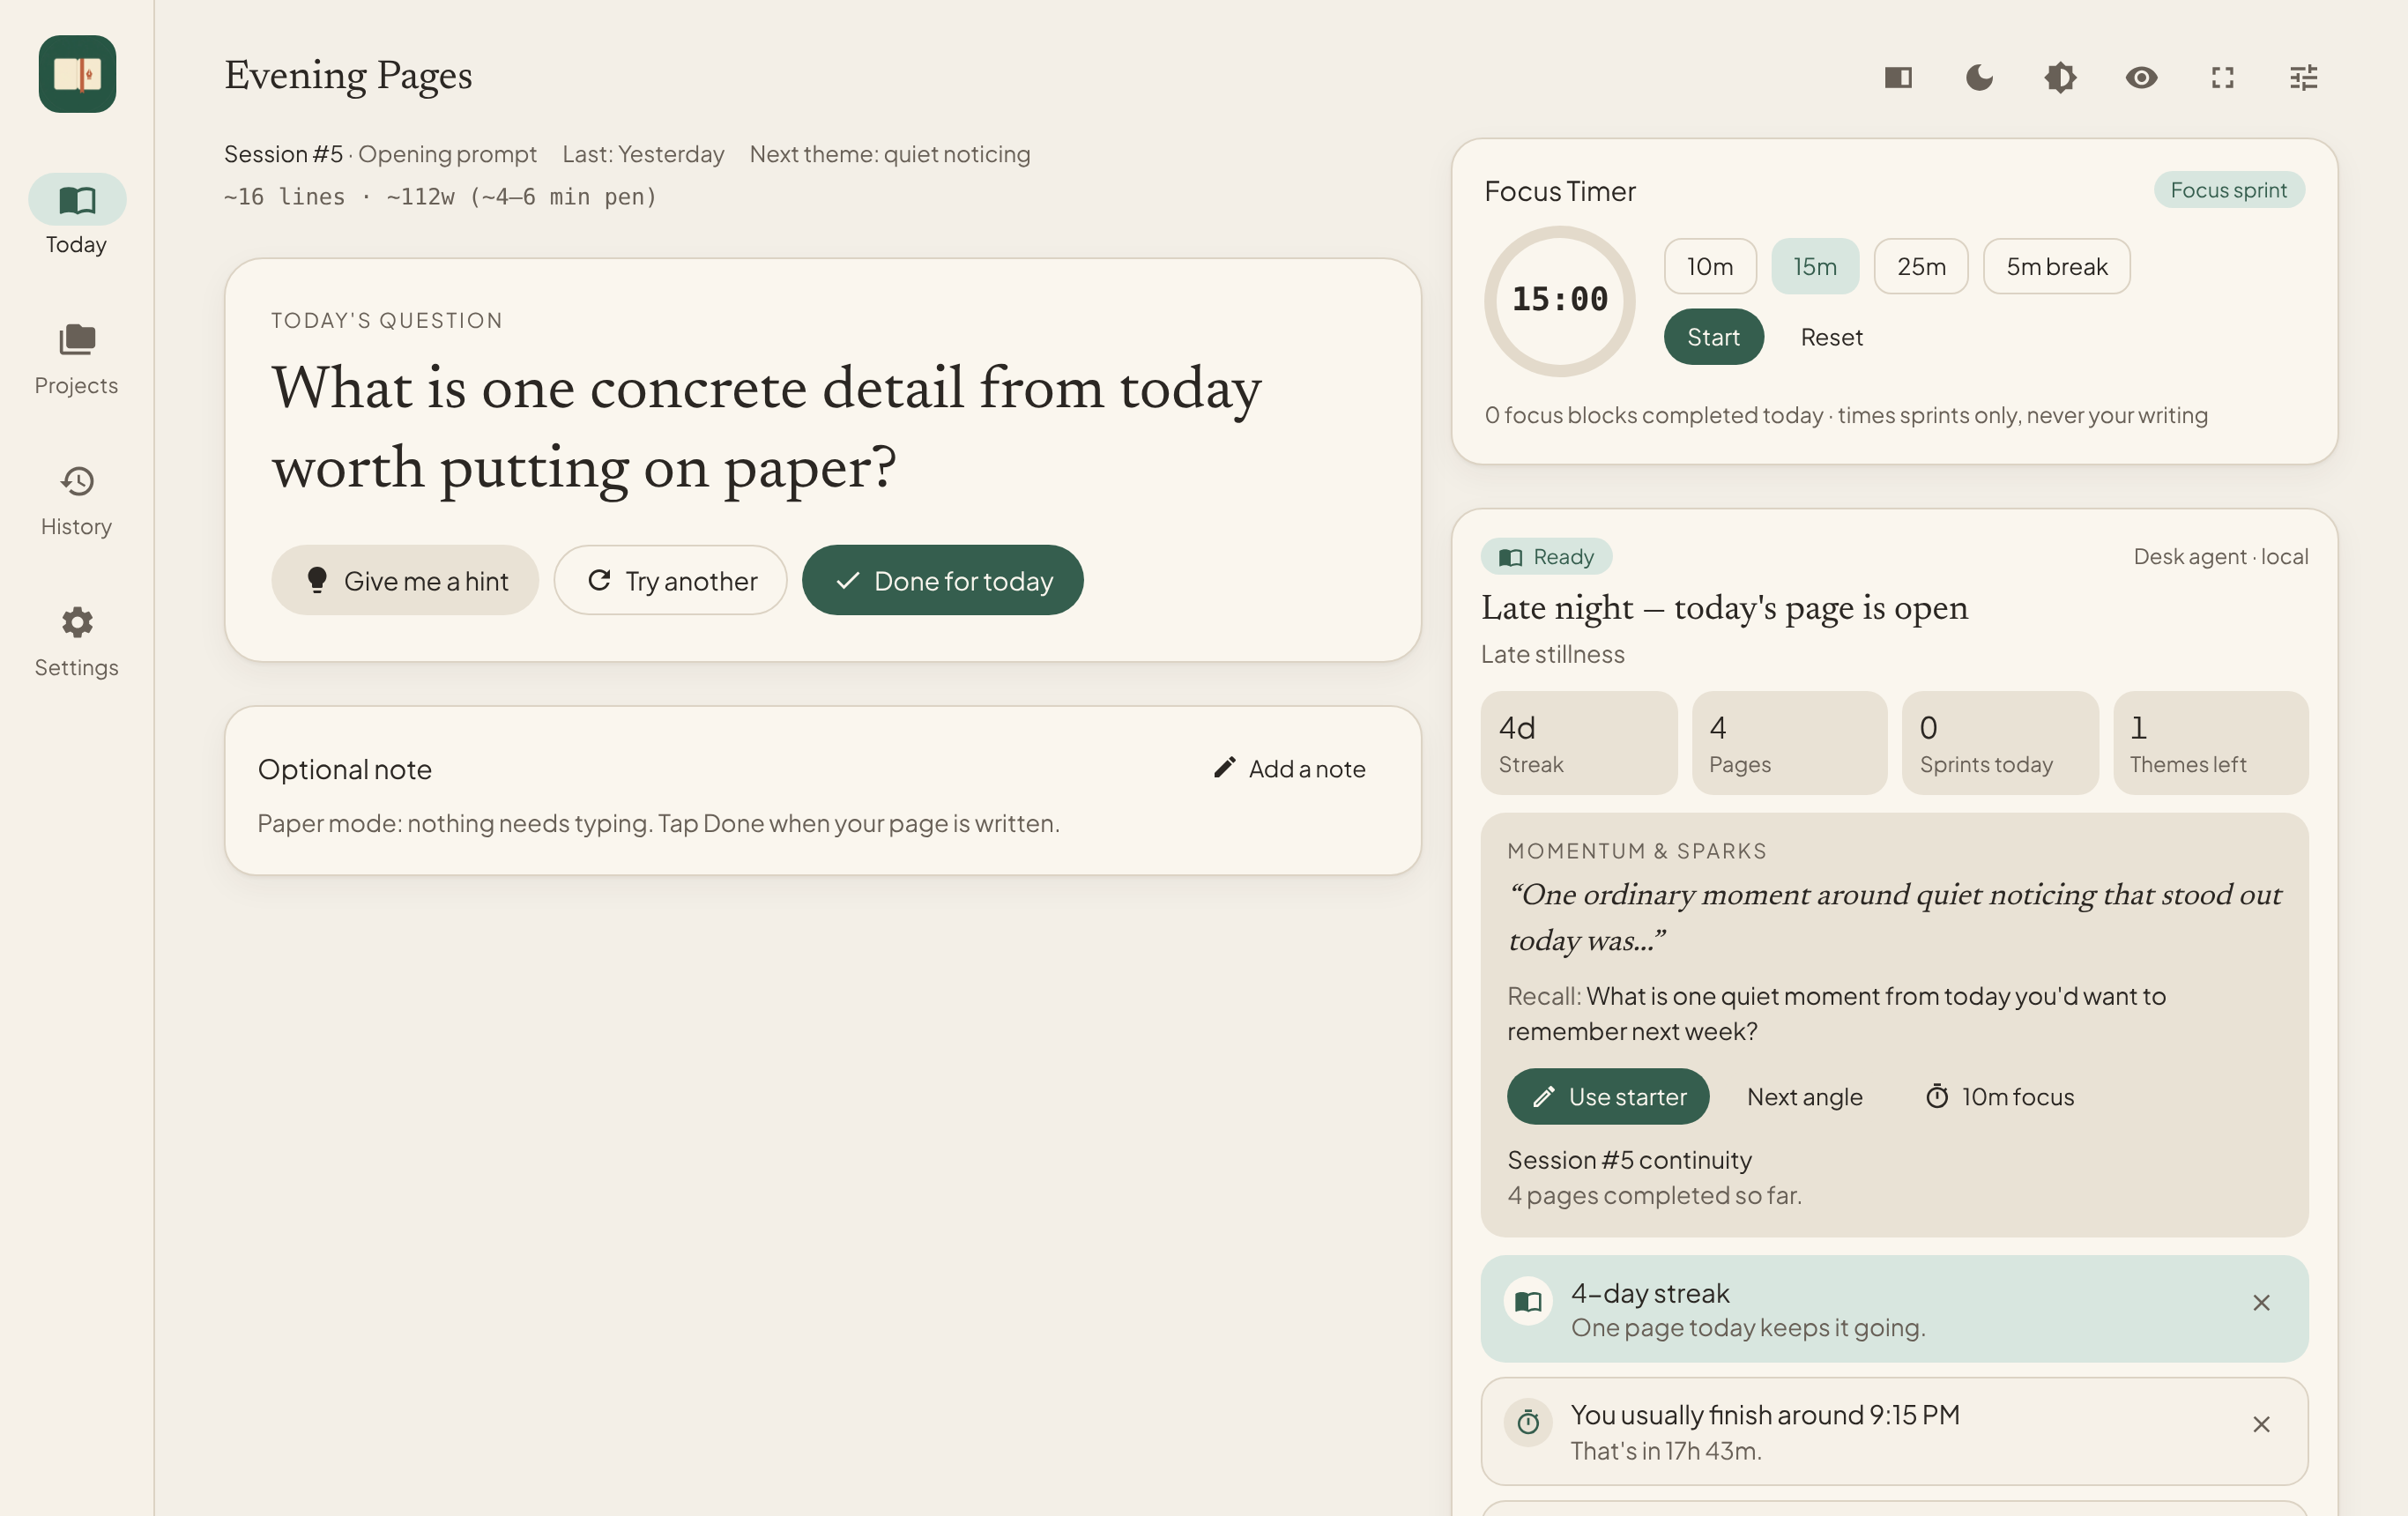 Evening Pages
Today
Projects
History
Settings
Session #5 · Opening prompt Last: Yesterday Next theme: quiet noticing
~16 lines · ~112w (~4–6 min pen)
TODAY'S QUESTION
What is one concrete detail from today
worth putting on paper?
Give me a hint
Try another
Done for today
Optional note
Add a note
Paper mode: nothing needs typing. Tap Done when your page is written.
Focus Timer
Focus sprint
15:00
10m
15m
25m
5m break
Start
Reset
0 focus blocks completed today · times sprints only, never your writing
Ready
Desk agent · local
Late night — today's page is open
Late stillness
4d
Streak
4
Pages
0
Sprints today
1
Themes left
MOMENTUM & SPARKS
“One ordinary moment around quiet noticing that stood out
today was…”
Recall: What is one quiet moment from today you'd want to
remember next week?
Use starter
Next angle
10m focus
Session #5 continuity
4 pages completed so far.
4-day streak
One page today keeps it going.
You usually finish around 9:15 PM
That's in 17h 43m.